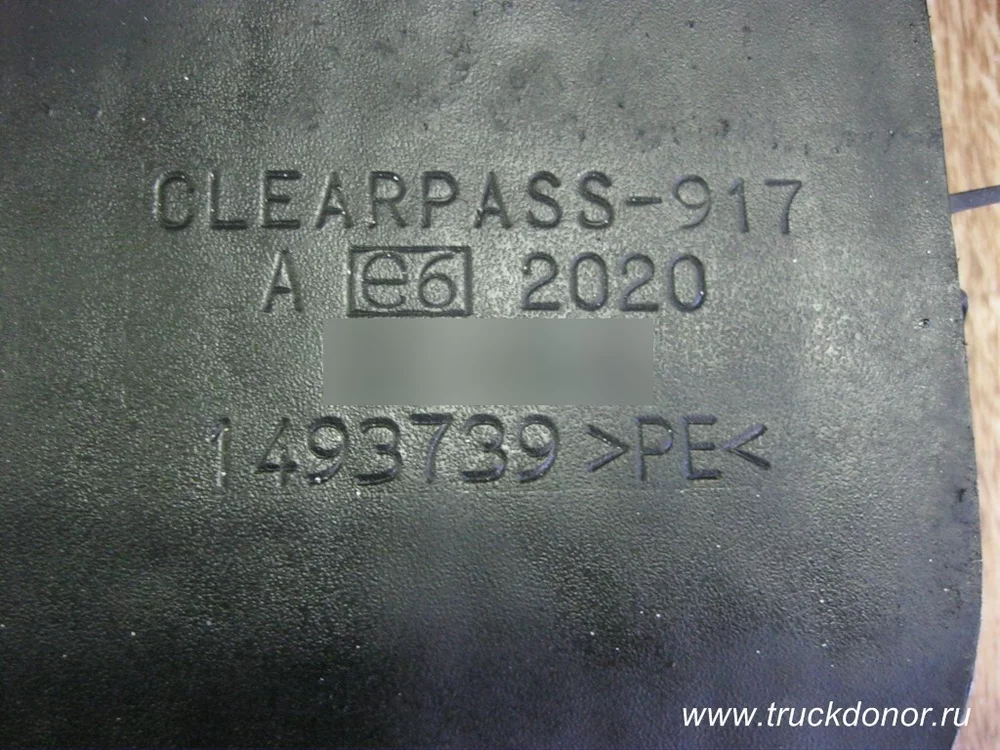 CLEARPASS-917
A e6 2020
1493739 >PE<
www.truckdonor.ru